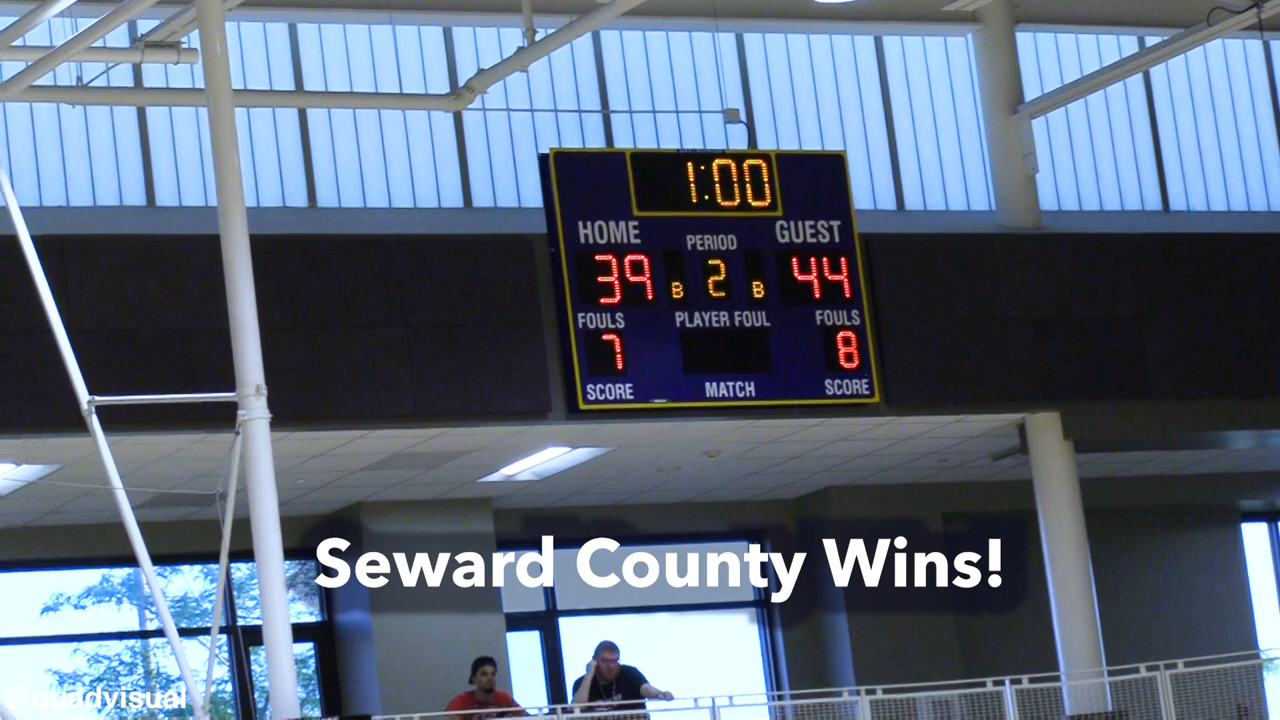 1:00
HOME PERIOD GUEST
39 B 2 B 44
FOULS PLAYER FOUL FOULS
7 8
SCORE MATCH SCORE
Seward County Wins!
@quadvisual